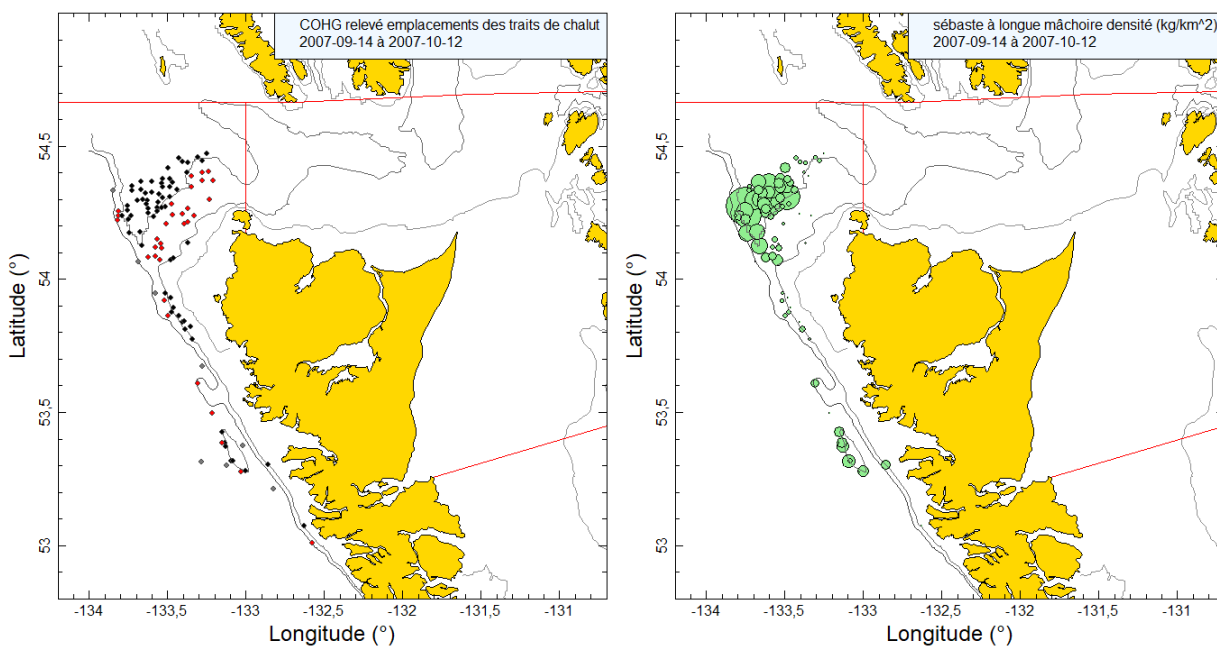 COHG relevé emplacements des traits de chalut
2007-09-14 à 2007-10-12
54,5
54
53,5
53
Latitude (°)
-134
-133,5
-133
-132,5
-132
-131,5
-131
Longitude (°)
sébaste à longue mâchoire densité (kg/km^2)
2007-09-14 à 2007-10-12
54,5
54
53,5
53
Latitude (°)
-134
-133,5
-133
-132,5
-132
-131,5
-131
Longitude (°)